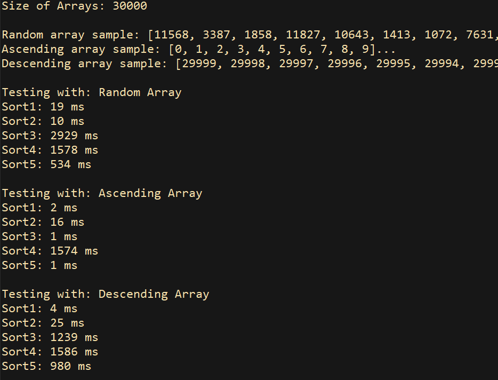 Size of Arrays: 30000
Random array sample: [11568, 3387, 1858, 11827, 10643, 1413, 1072, 7631,
Ascending array sample: [0, 1, 2, 3, 4, 5, 6, 7, 8, 9]...
Descending array sample: [29999, 29998, 29997, 29996, 29995, 29994, 2999
Testing with: Random Array
Sort1: 19 ms
Sort2: 10 ms
Sort3: 2929 ms
Sort4: 1578 ms
Sort5: 534 ms
Testing with: Ascending Array
Sort1: 2 ms
Sort2: 16 ms
Sort3: 1 ms
Sort4: 1574 ms
Sort5: 1 ms
Testing with: Descending Array
Sort1: 4 ms
Sort2: 25 ms
Sort3: 1239 ms
Sort4: 1586 ms
Sort5: 980 ms